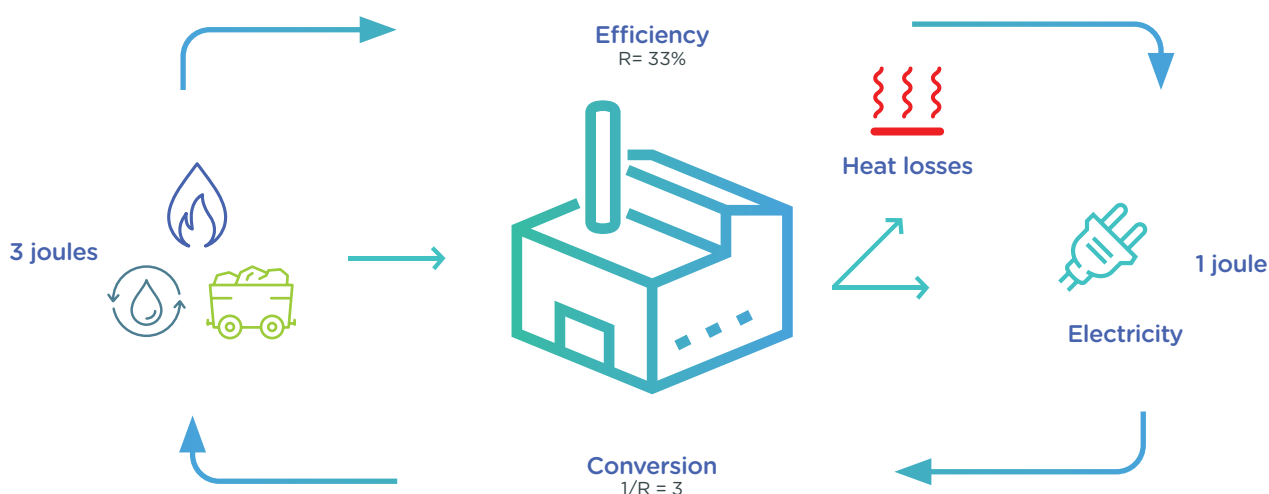 Efficiency
R= 33%
Heat losses
3 joules
1 joule
Electricity
Conversion
1/R = 3